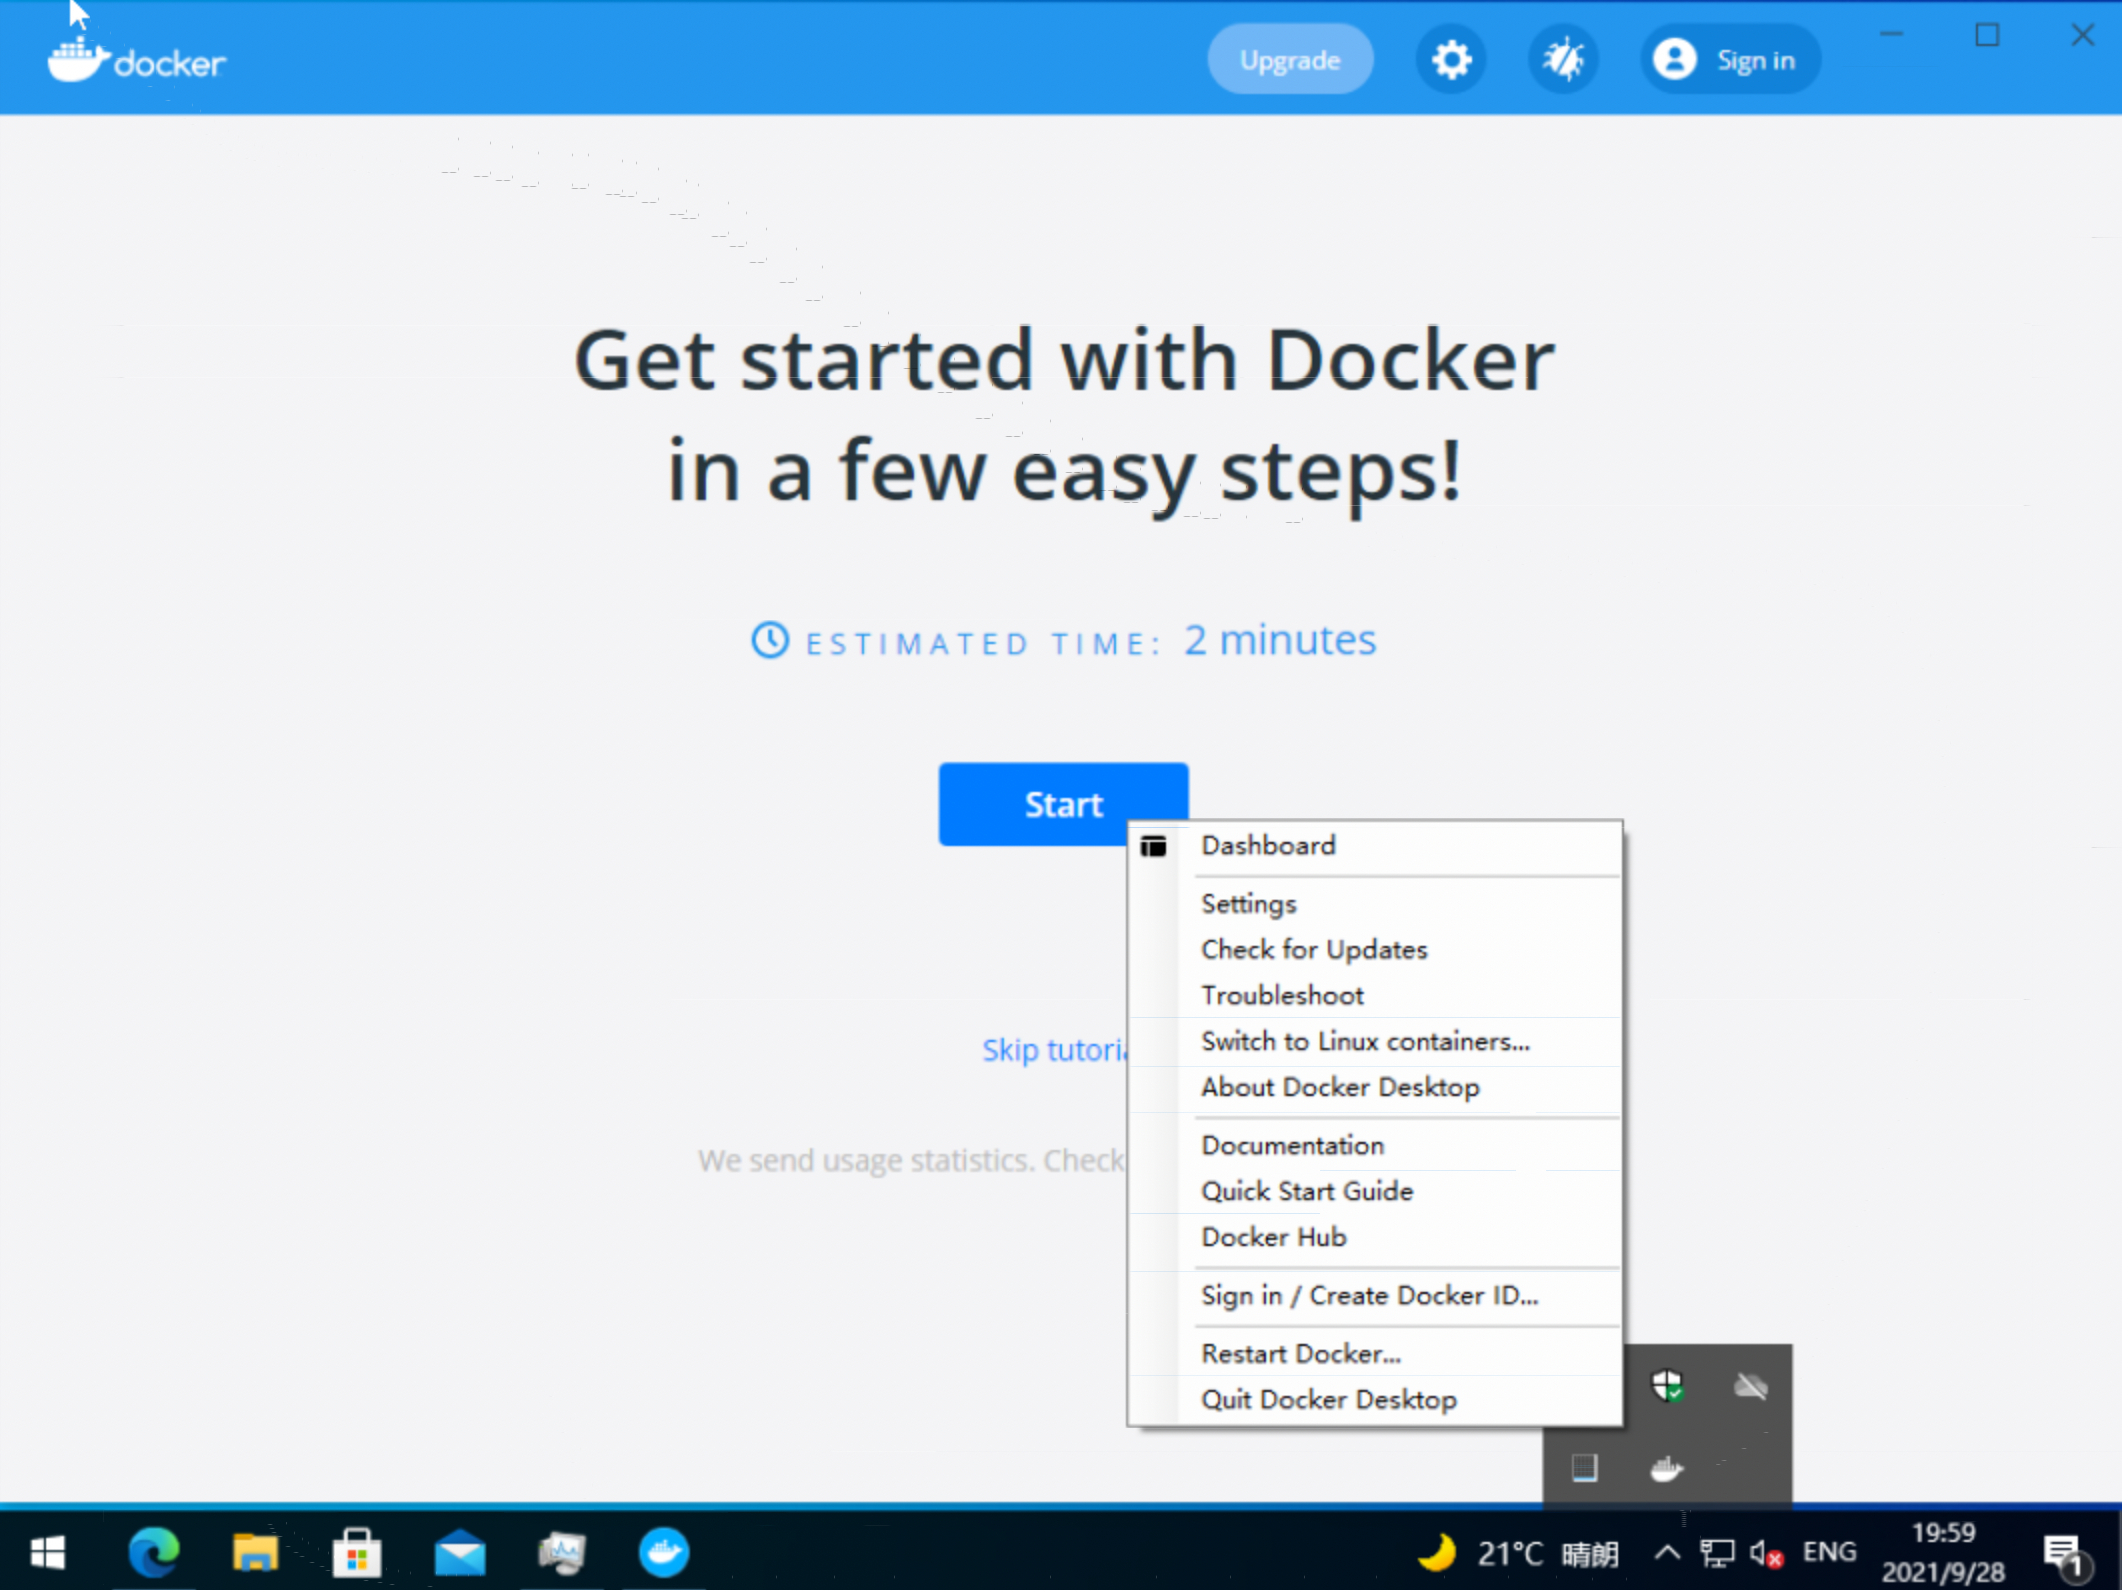 docker
Upgrade
Sign in
Get started with Docker
in a few easy steps!
ESTIMATED TIME: 2 minutes
Start
Skip
We send usage statistics. Check
Dashboard
Settings
Check for Updates
Troubleshoot
Switch to Linux containers...
About Docker Desktop
Documentation
Quick Start Guide
Docker Hub
Sign in / Create Docker ID...
Restart Docker...
Quit Docker Desktop
21°C 晴朗
ENG
19:59
2021/9/28
1